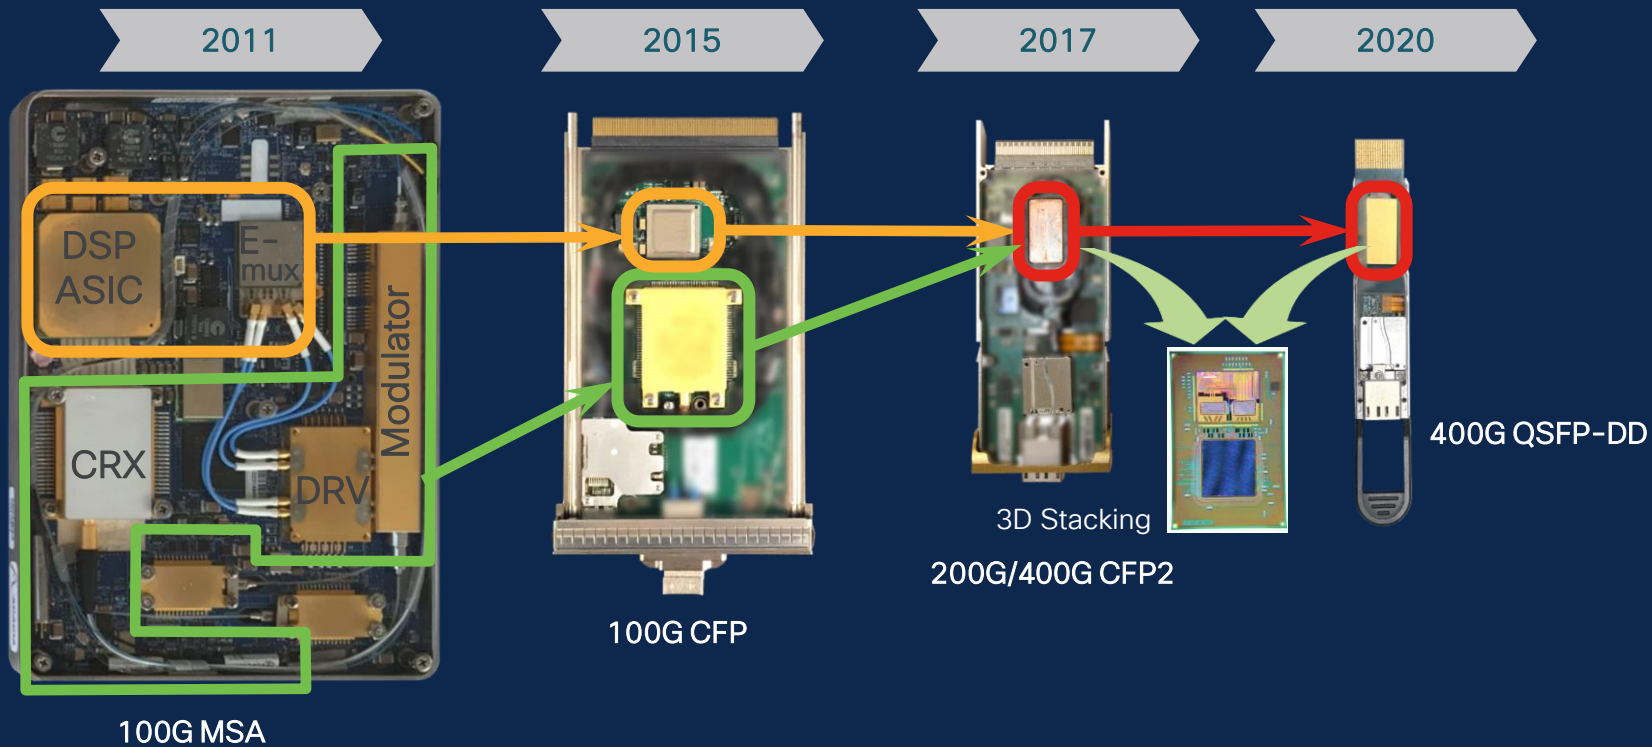 2011
2015
2017
2020
DSP
ASIC
E-
mux
Modulator
CRX
DRV
3D Stacking
200G/400G CFP2
400G QSFP-DD
100G CFP
100G MSA